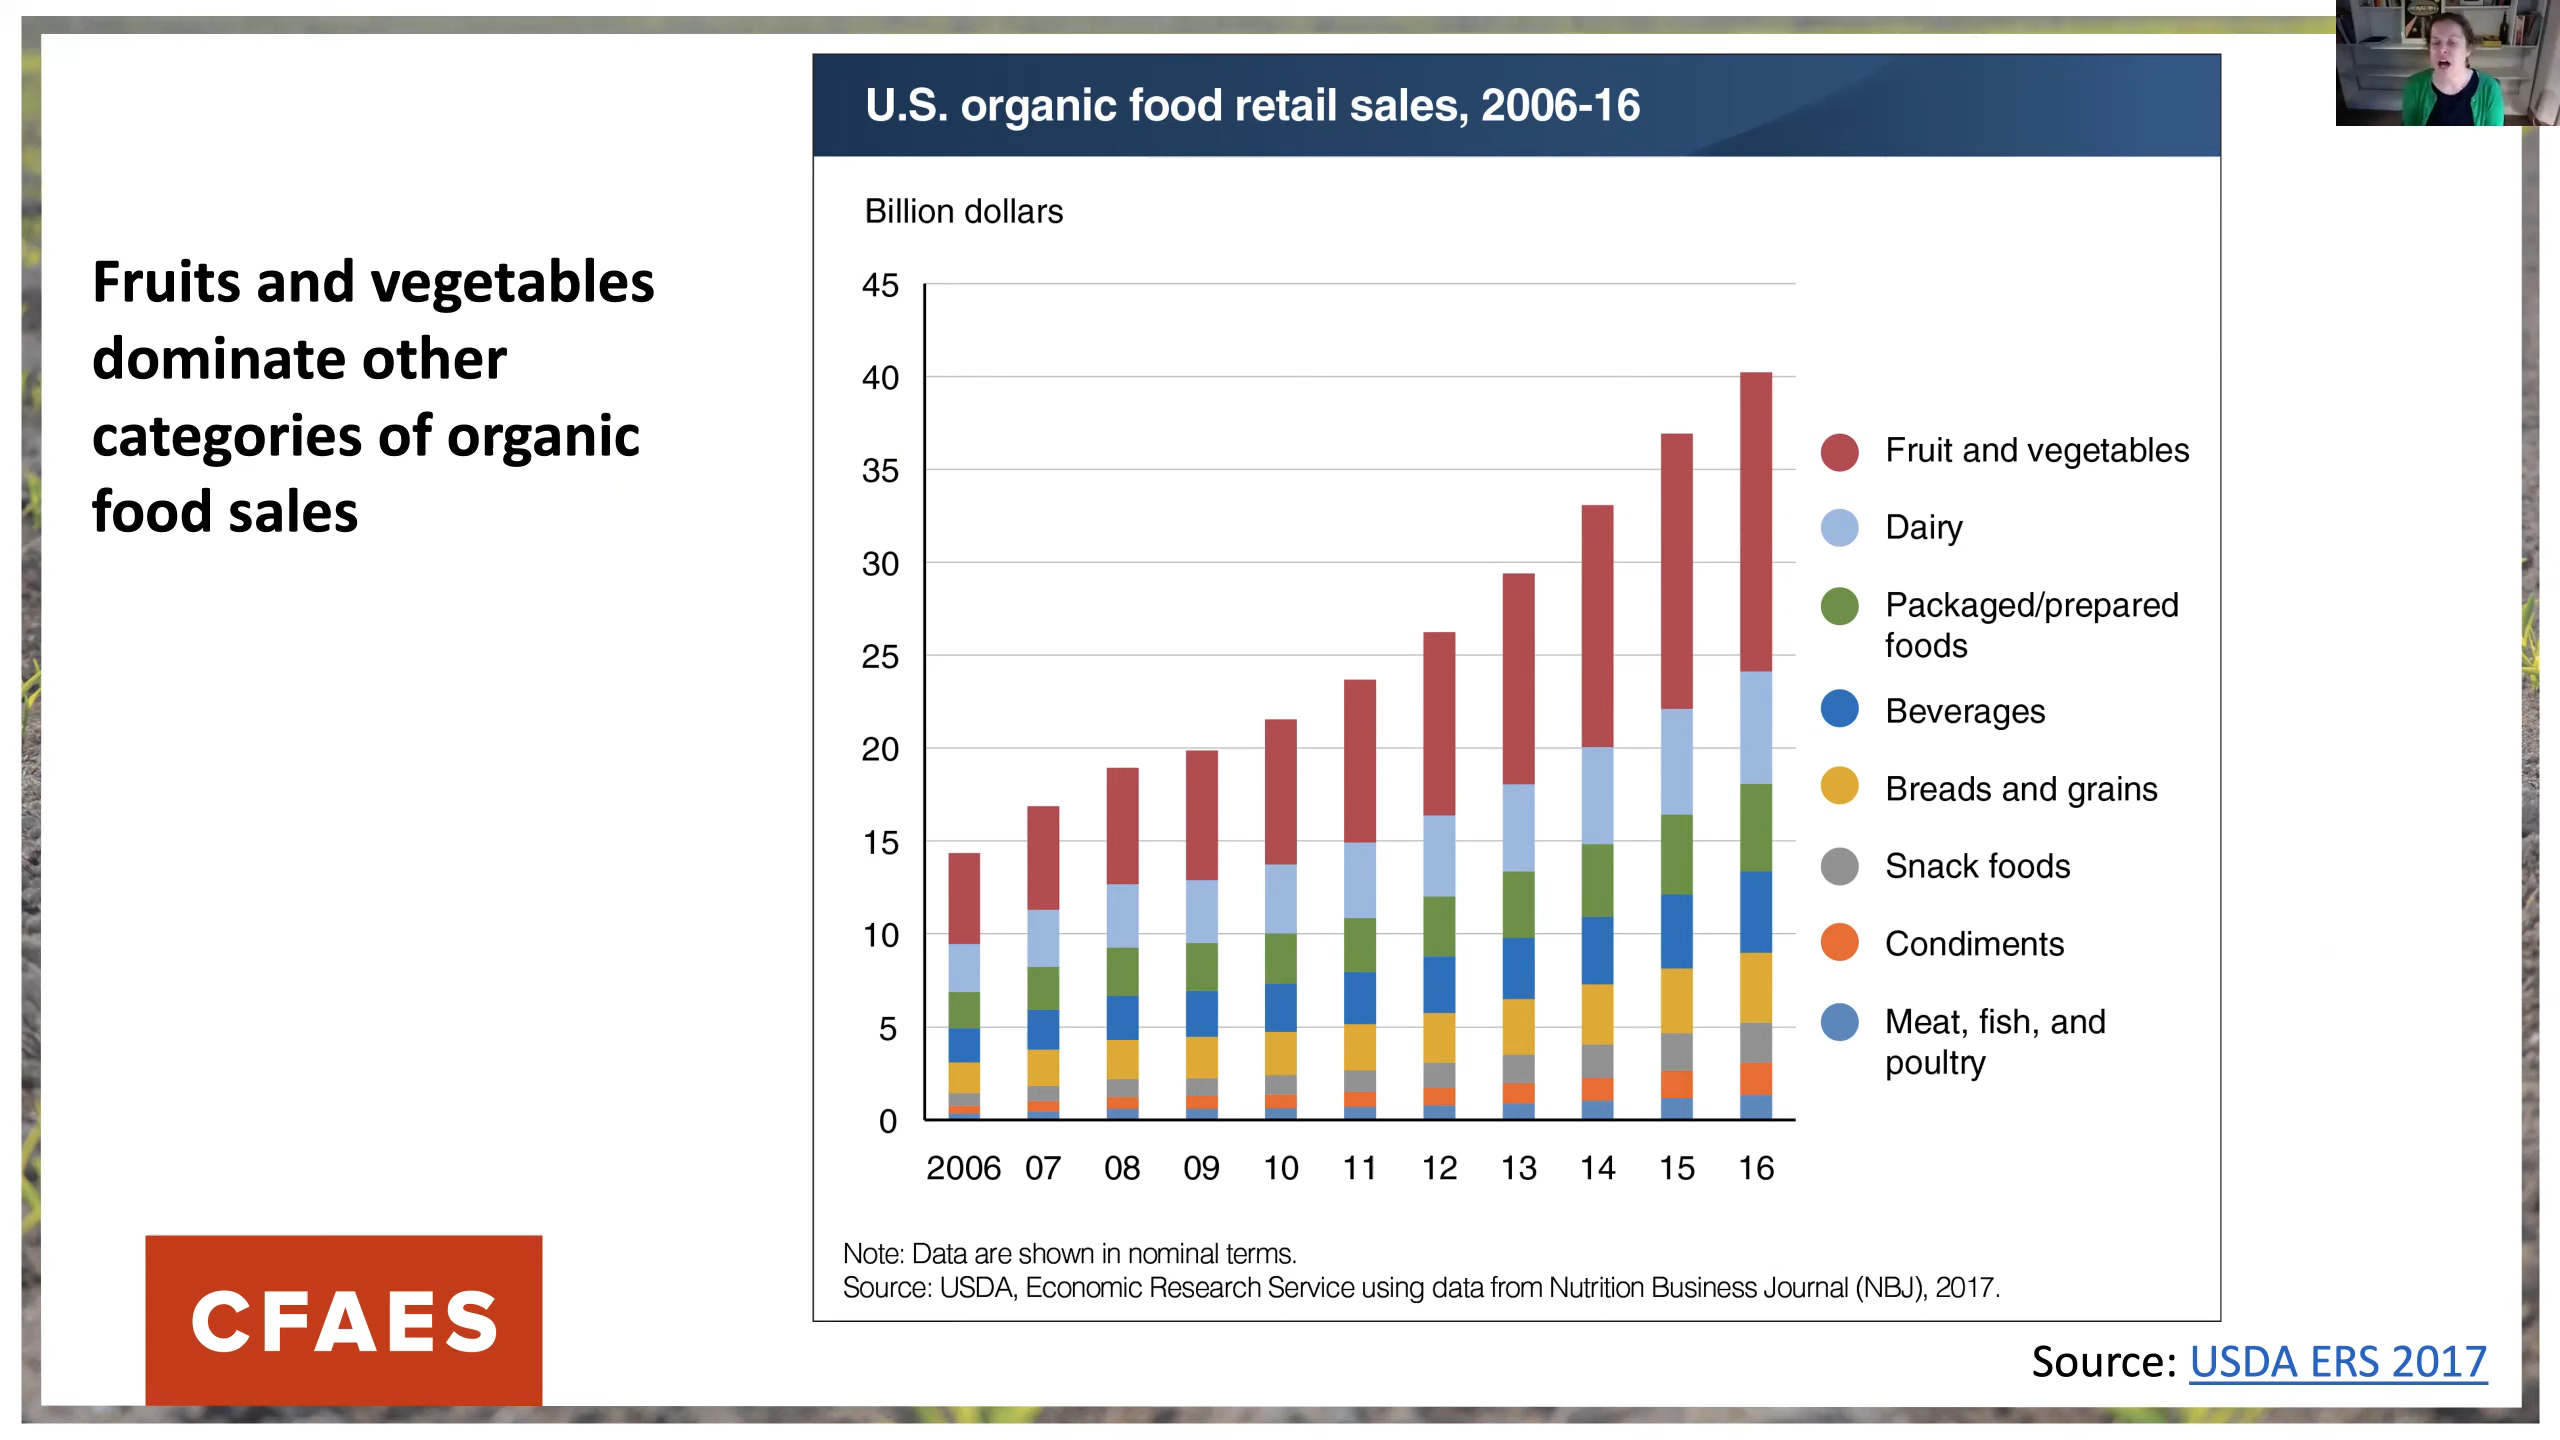 Fruits and vegetables
dominate other
categories of organic
food sales
U.S. organic food retail sales, 2006-16
Billion dollars
45
40
35
30
25
20
15
10
5
0
2006 07 08 09 10 11 12 13 14 15 16
Fruit and vegetables
Dairy
Packaged/prepared
foods
Beverages
Breads and grains
Snack foods
Condiments
Meat, fish, and
poultry
Note: Data are shown in nominal terms.
Source: USDA, Economic Research Service using data from Nutrition Business Journal (NBJ), 2017.
CFAES
Source: USDA ERS 2017